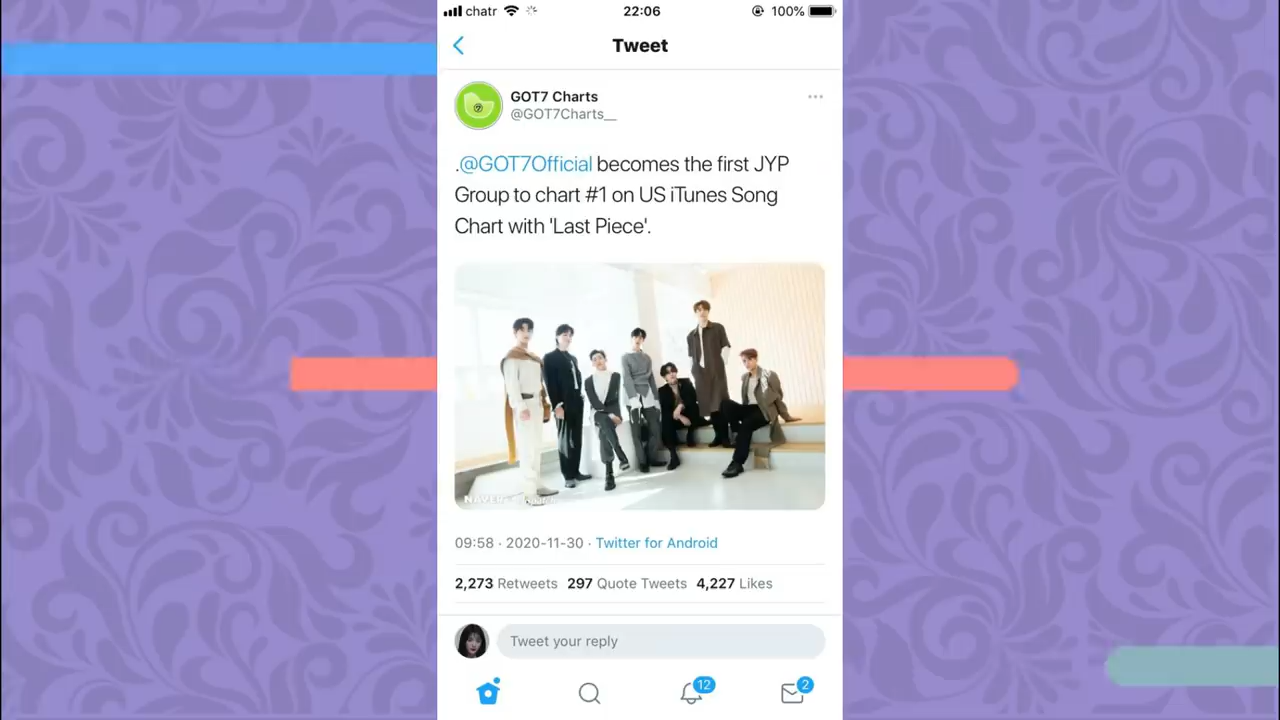 chatr 22:06 100%
Tweet
GOT7 Charts
@GOT7Charts__
.@GOT7Official becomes the first JYP
Group to chart #1 on US iTunes Song
Chart with 'Last Piece'.
NAVER
09:58 · 2020-11-30 · Twitter for Android
2,273 Retweets 297 Quote Tweets 4,227 Likes
Tweet your reply
12 2